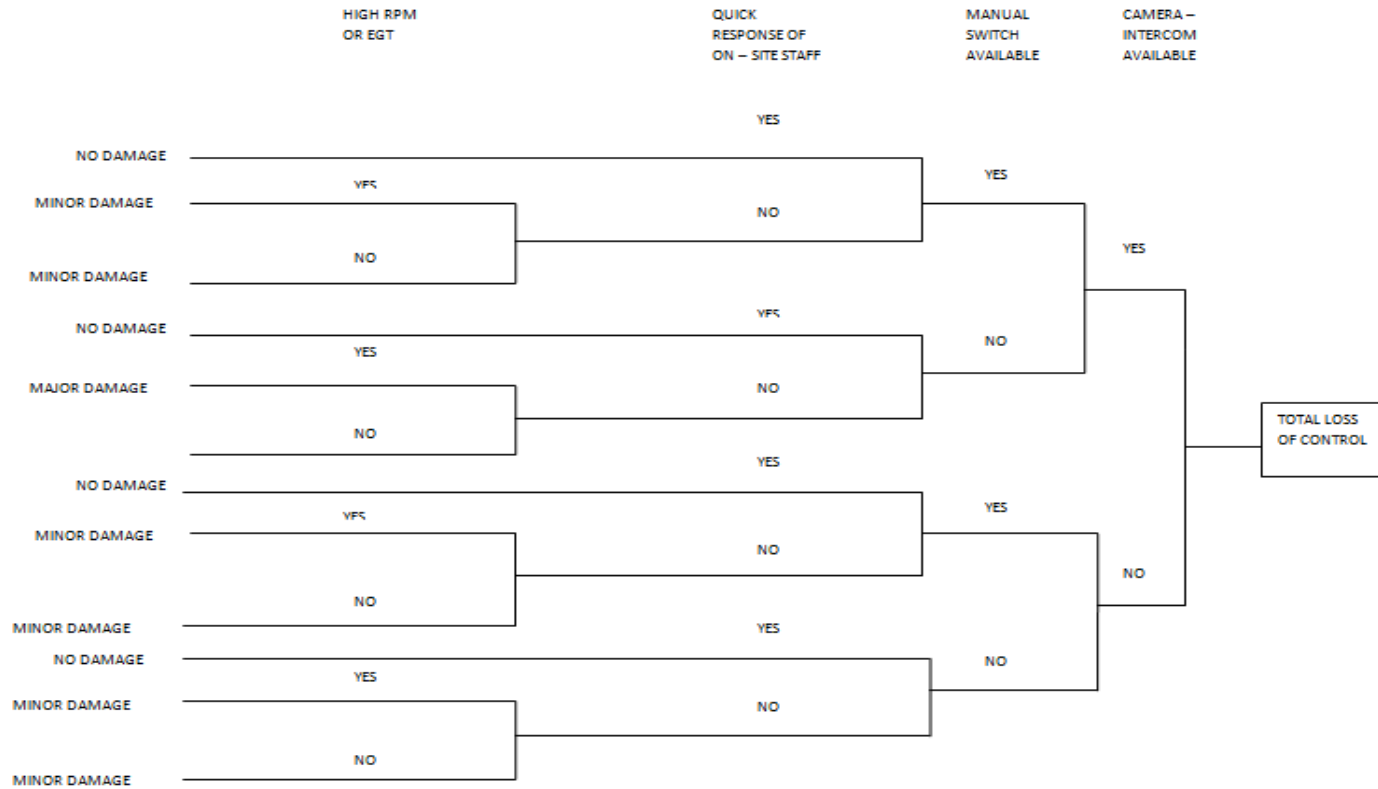 HIGH RPM
OR EGT
QUICK
RESPONSE OF
ON – SITE STAFF
MANUAL
SWITCH
AVAILABLE
CAMERA –
INTERCOM
AVAILABLE
YES
NO DAMAGE
YES
YES
MINOR DAMAGE
NO
YES
NO
MINOR DAMAGE
YES
NO DAMAGE
NO
YES
MAJOR DAMAGE
NO
TOTAL LOSS
OF CONTROL
NO
YES
NO DAMAGE
YES
YES
MINOR DAMAGE
NO
NO
NO
MINOR DAMAGE
YES
NO DAMAGE
NO
YES
MINOR DAMAGE
NO
NO
MINOR DAMAGE